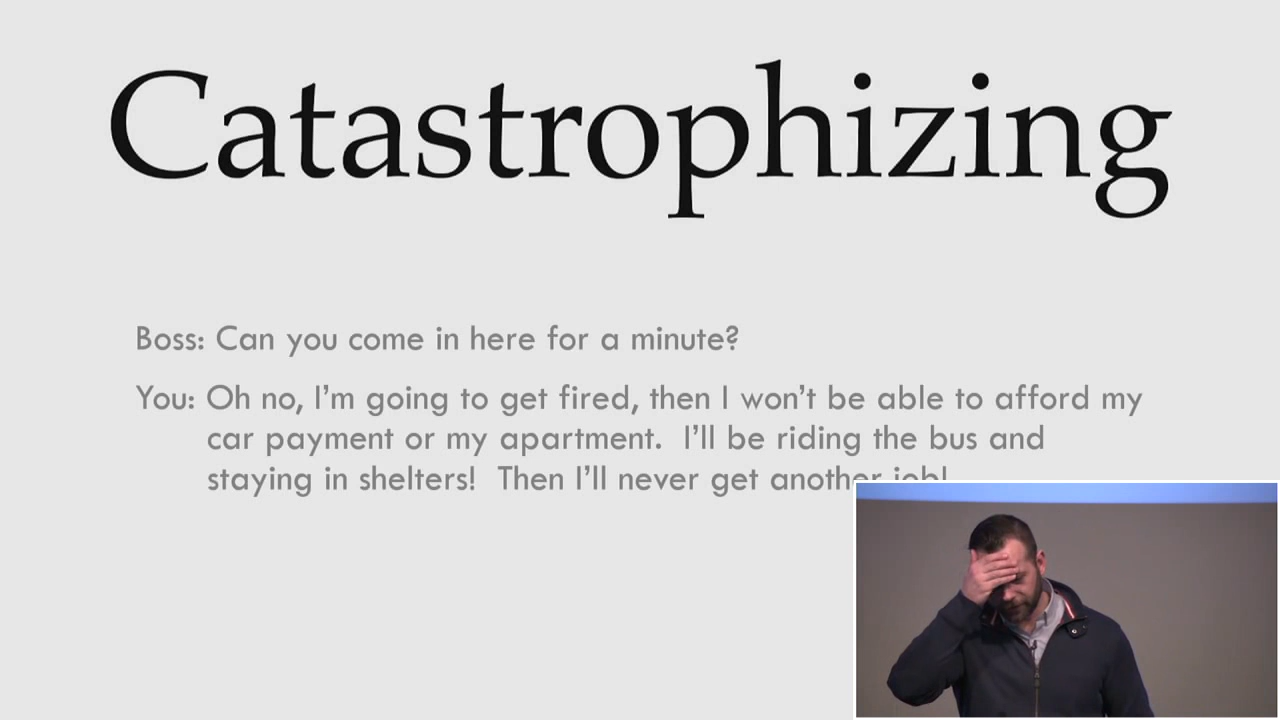 Catastrophizing
Boss: Can you come in here for a minute?
You: Oh no, I'm going to get fired, then I won't be able to afford my
car payment or my apartment.  I'll be riding the bus and
staying in shelters!  Then I'll never get another job!